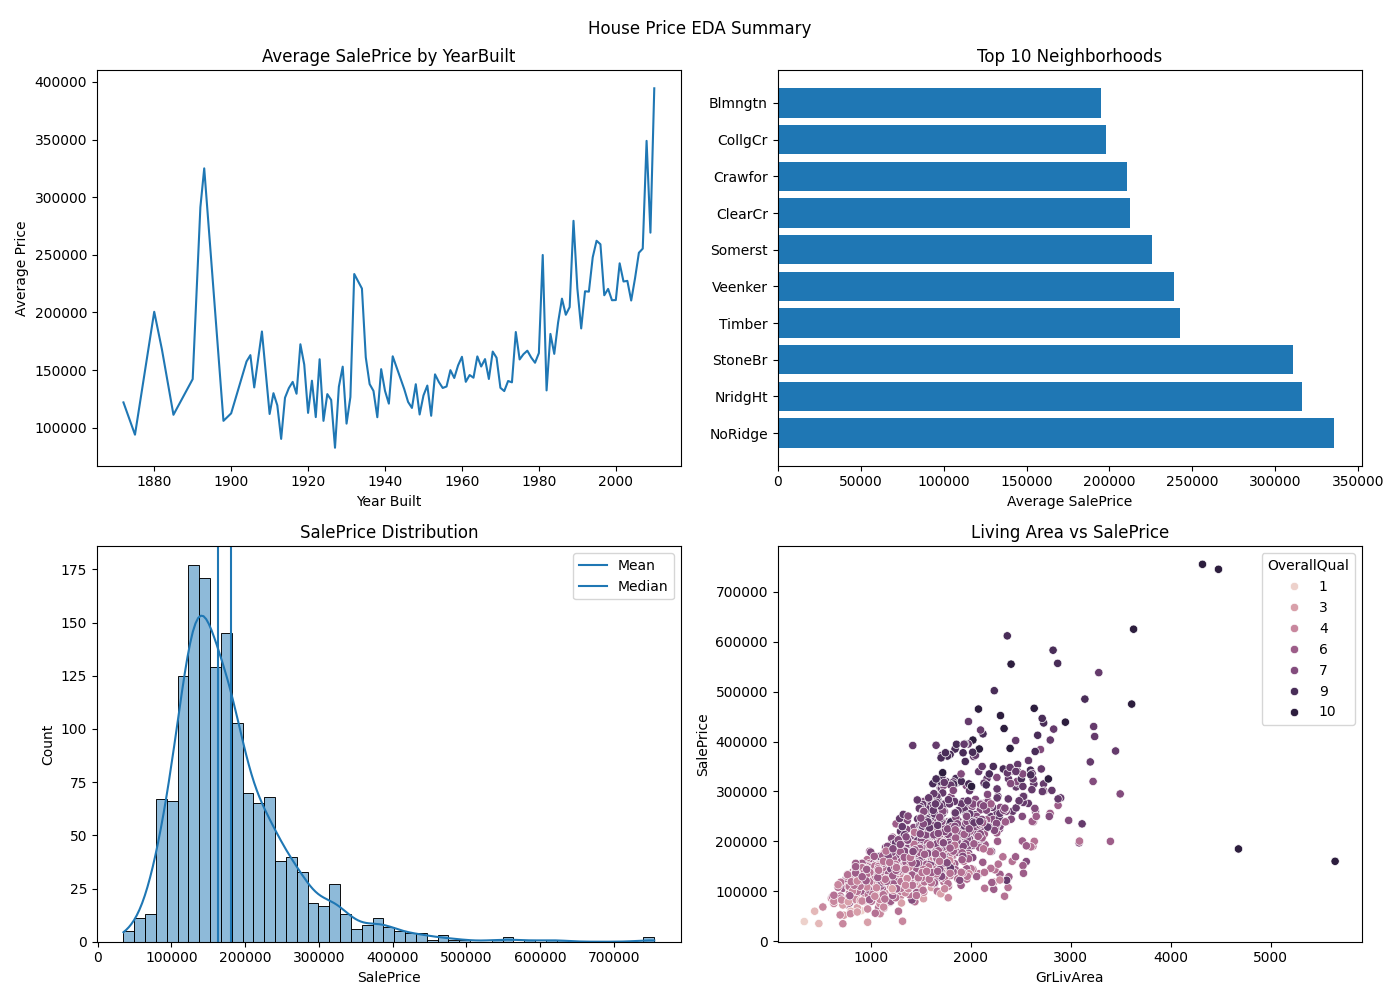 House Price EDA Summary
Average SalePrice by YearBuilt
400000
350000
300000
250000
200000
150000
100000
Average Price
1880 1900 1920 1940 1960 1980 2000
Year Built
Top 10 Neighborhoods
Blmngtn
CollgCr
Crawfor
ClearCr
Somerst
Veenker
Timber
StoneBr
NridgHt
NoRidge
0 50000 100000 150000 200000 250000 300000 350000
Average SalePrice
SalePrice Distribution
Mean
Median
175
150
125
100
75
50
25
0
Count
0 100000 200000 300000 400000 500000 600000 700000
SalePrice
Living Area vs SalePrice
OverallQual
1
3
4
6
7
9
10
700000
600000
500000
400000
300000
200000
100000
0
SalePrice
1000 2000 3000 4000 5000
GrLivArea